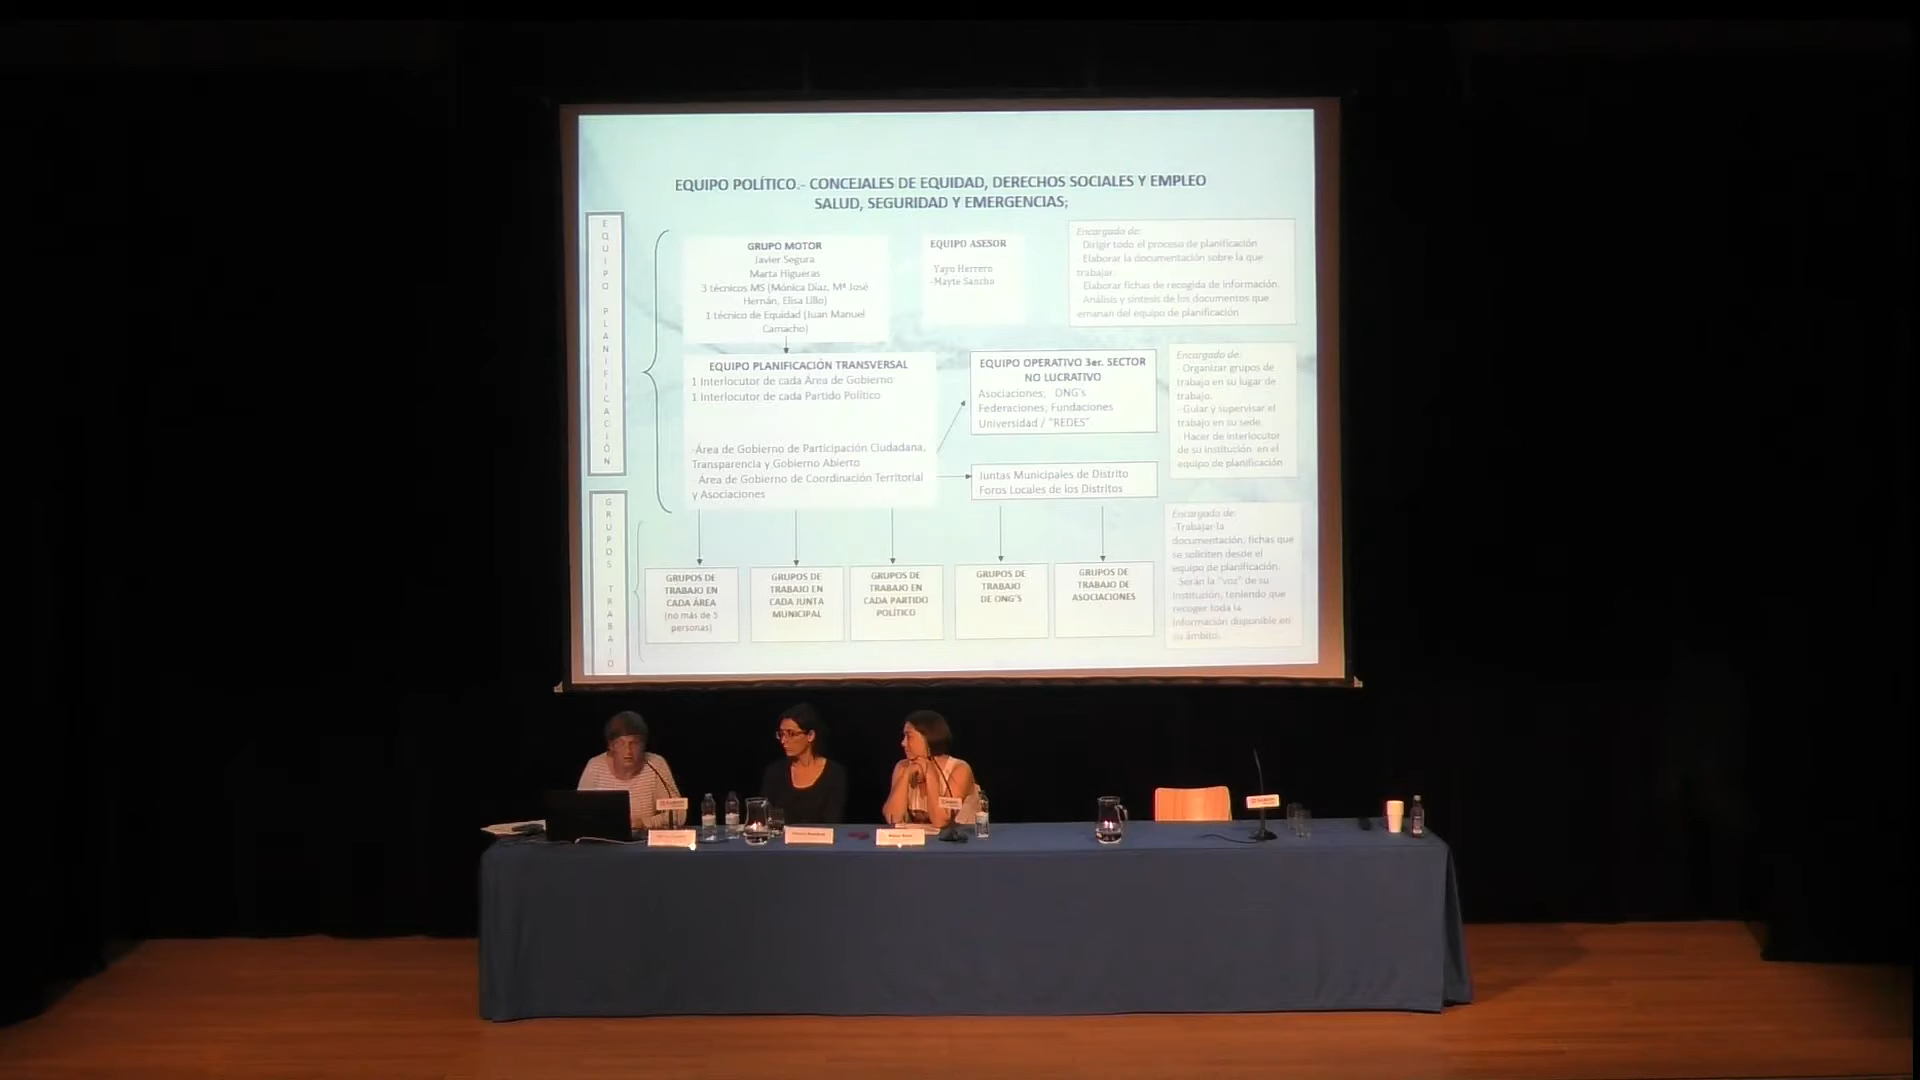 EQUIPO POLÍTICO.- CONCEJALES DE EQUIDAD, DERECHOS SOCIALES Y EMPLEO
SALUD, SEGURIDAD Y EMERGENCIAS;
EQUIPO PLANIFICACIÓN
GRUPO MOTOR
Javier Segura
Marta Higueras
3 técnicos MS (Mónica Díaz, Mª José
Hernán, Elisa Lillo)
1 técnico de Equidad (Juan Manuel
Camacho)
EQUIPO ASESOR
Yayo Herrero
-Mayte Sancho
Encargado de:
Dirigir todo el proceso de planificación
Elaborar la documentación sobre la que
trabajar.
Elaborar fichas de recogida de información.
- Análisis y síntesis de los documentos que
emanan del equipo de planificación
EQUIPO PLANIFICACIÓN TRANSVERSAL
1 Interlocutor de cada Área de Gobierno
1 Interlocutor de cada Partido Político
-Área de Gobierno de Participación Ciudadana,
Transparencia y Gobierno Abierto
- Area de Gobierno de Coordinación Territorial
y Asociaciones
EQUIPO OPERATIVO 3er. SECTOR
NO LUCRATIVO
Asociaciones; ONG's
Federaciones; Fundaciones
Universidad / "REDES"
Juntas Municipales de Distrito
Foros Locales de los Distritos
Encargado de:
- Organizar grupos de
trabajo en su lugar de
trabajo.
- Guiar y supervisar el
trabajo en su sede
- Hacer de interlocutor
de su institución en el
equipo de planificación
GRUPOS TRABAJO
GRUPOS DE
TRABAJO EN
CADA ÁREA
(no más de 5
personas)
GRUPOS DE
TRABAJO EN
CADA JUNTA
MUNICIPAL
GRUPOS DE
TRABAJO EN
CADA PARTIDO
POLÍTICO
GRUPOS DE
TRABAJO
DE ONG'S
GRUPOS DE
TRABAJO DE
ASOCIACIONES
Encargado de:
-Trabajar la
documentación, fichas que
se soliciten desde el
equipo de planificación.
- Serán la "voz" de su
Institución, teniendo que
recoger toda la
información disponible en
su ámbito.